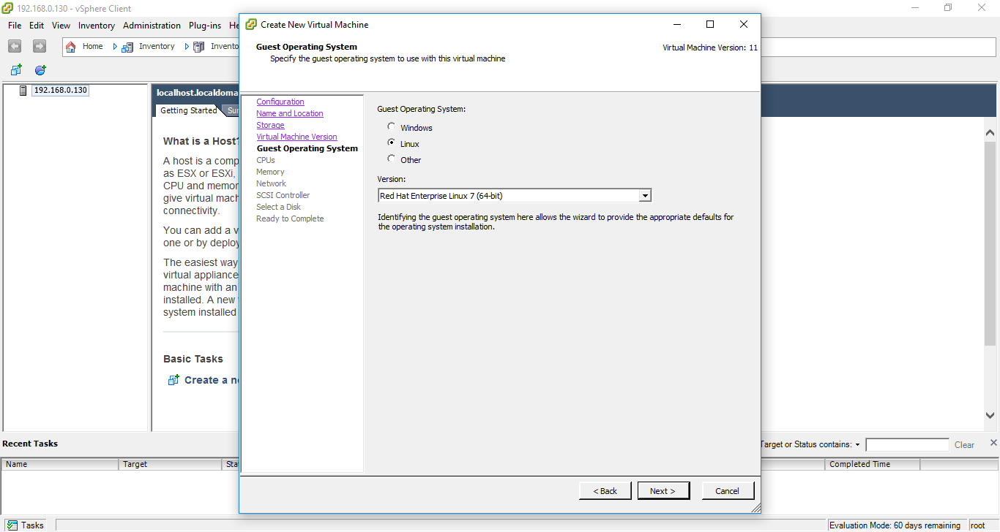 192.168.0.130 - vSphere Client
File Edit View Inventory Administration Plug-ins He
Home Inventory Invento
192.168.0.130
localhost.localdoma
Getting Started Sur
What is a Host?
A host is a comp
as ESX or ESXi,
CPU and memor
give virtual mach
connectivity.
You can add a v
one or by deploy
The easiest way
virtual appliance
machine with an
installed. A new
system installed
Basic Tasks
Create a ne
Create New Virtual Machine
Guest Operating System
Specify the guest operating system to use with this virtual machine
Virtual Machine Version: 11
Configuration
Name and Location
Storage
Virtual Machine Version
Guest Operating System
CPUs
Memory
Network
SCSI Controller
Select a Disk
Ready to Complete
Guest Operating System:
Windows
Linux
Other
Version:
Red Hat Enterprise Linux 7 (64-bit)
Identifying the guest operating system here allows the wizard to provide the appropriate defaults for
the operating system installation.
< Back Next > Cancel
Recent Tasks
Target or Status contains: Clear
Name Target Sta Completed Time
Tasks
Evaluation Mode: 60 days remaining root